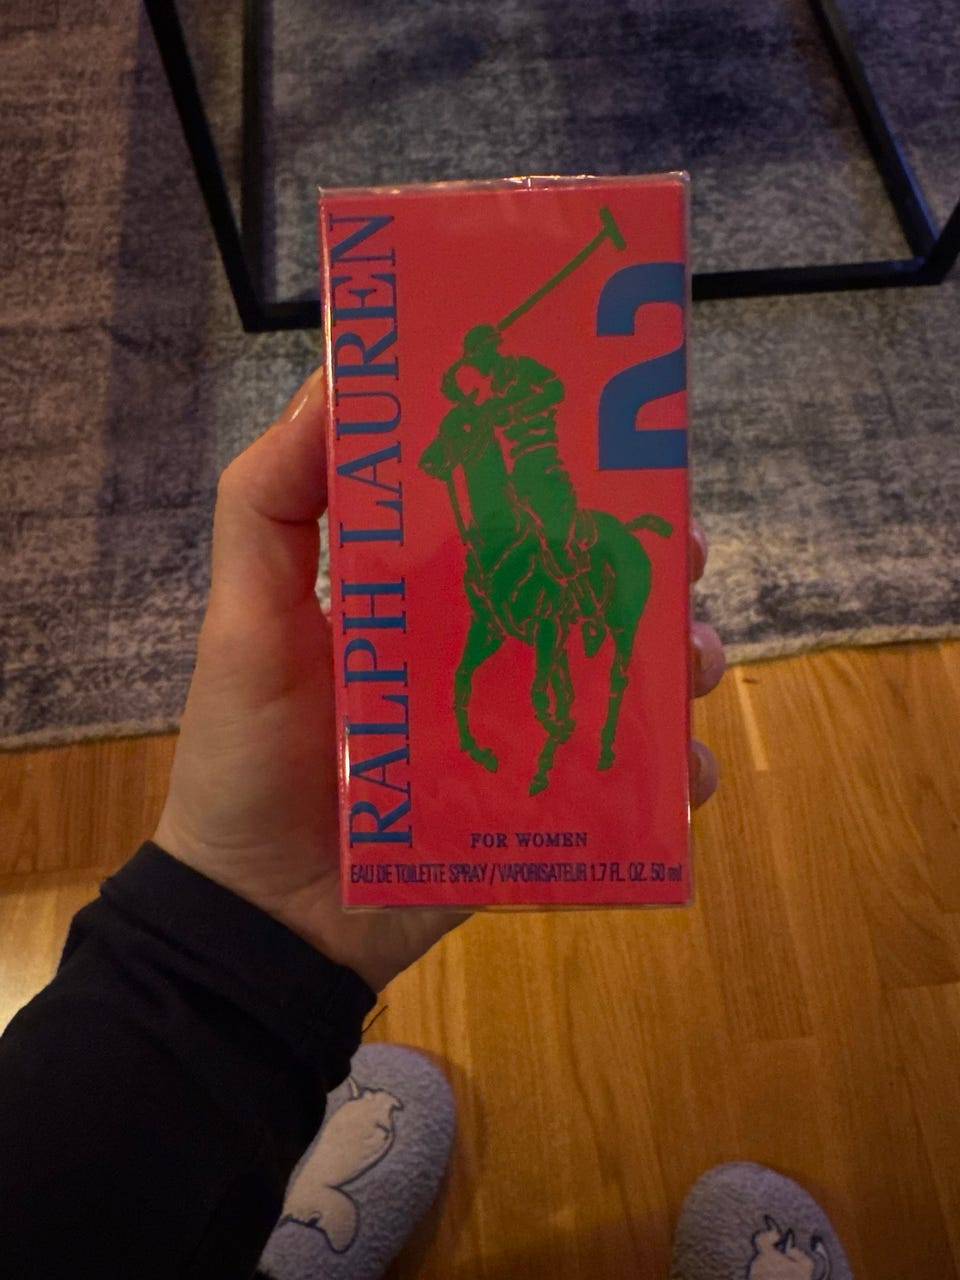 RALPH LAUREN
2
FOR WOMEN
EAU DE TOILETTE SPRAY / VAPORISATEUR 1.7 FL. OZ. 50 ml